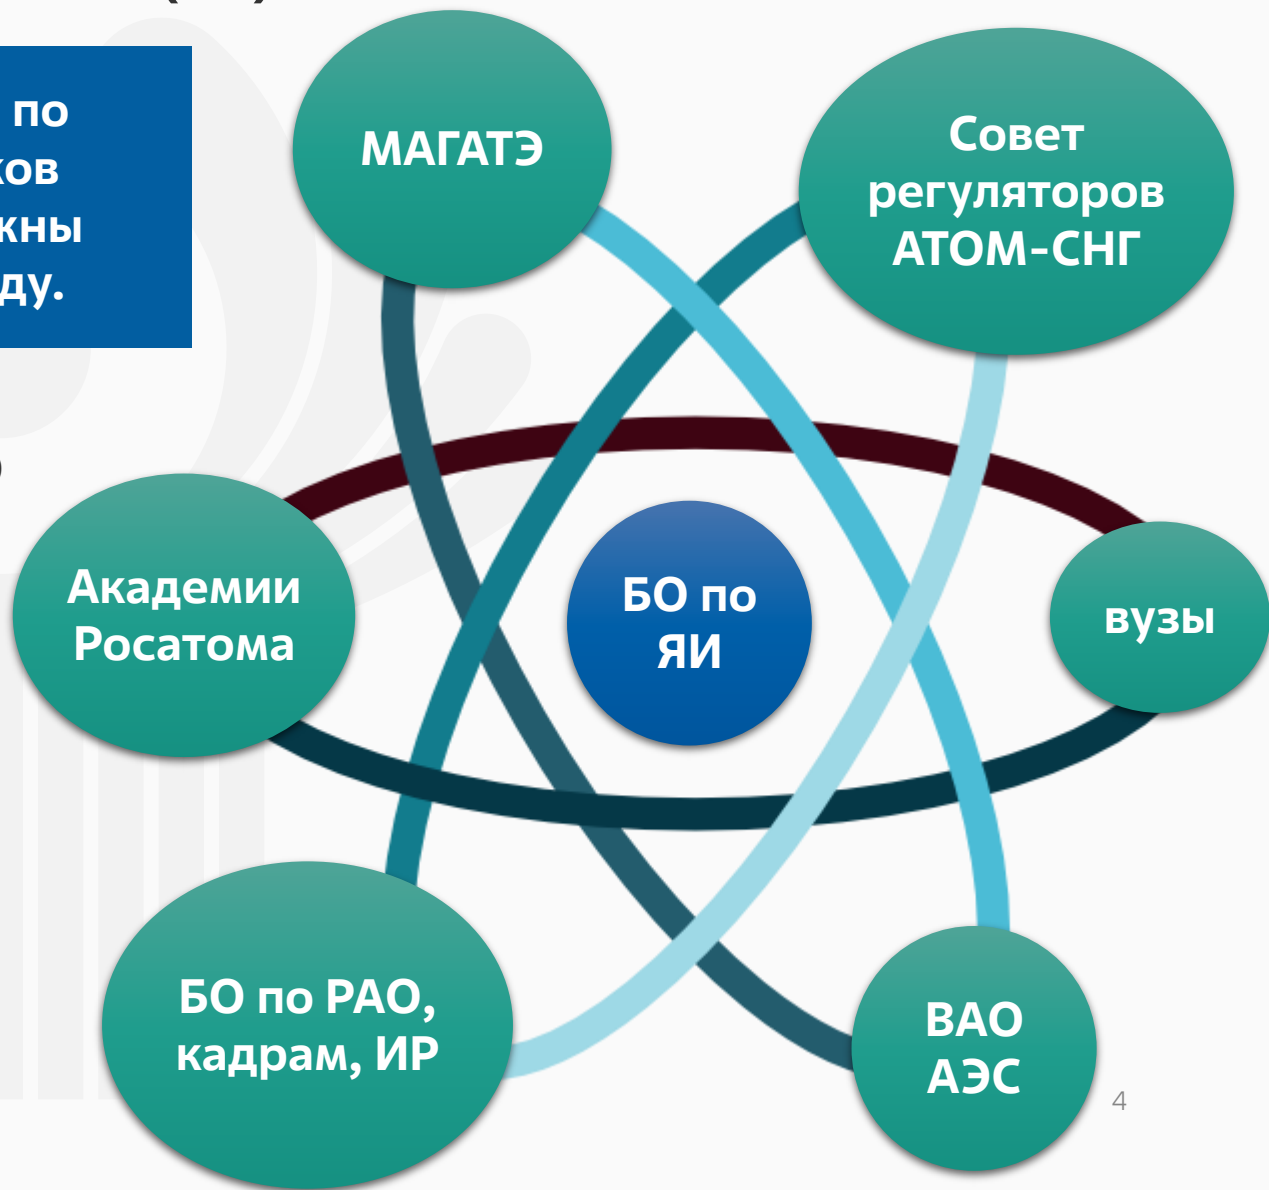 по
ков
жны
ду.
МАГАТЭ
Совет
регуляторов
АТОМ-СНГ
Академии
Росатома
БО по
ЯИ
вузы
БО по РАО,
кадрам, ИР
ВАО
АЭС
4